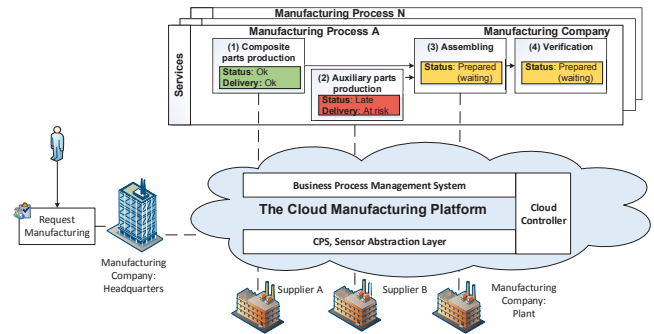 Manufacturing Process N
Manufacturing Process A
Manufacturing Company
Services
(1) Composite
parts production
Status: Ok
Delivery: Ok
(2) Auxiliary parts
production
Status: Late
Delivery: At risk
(3) Assembling
Status: Prepared
(waiting)
(4) Verification
Status: Prepared
(waiting)
Request
Manufacturing
Manufacturing
Company:
Headquarters
Business Process Management System
The Cloud Manufacturing Platform
CPS, Sensor Abstraction Layer
Cloud
Controller
Supplier A
Supplier B
Manufacturing
Company:
Plant